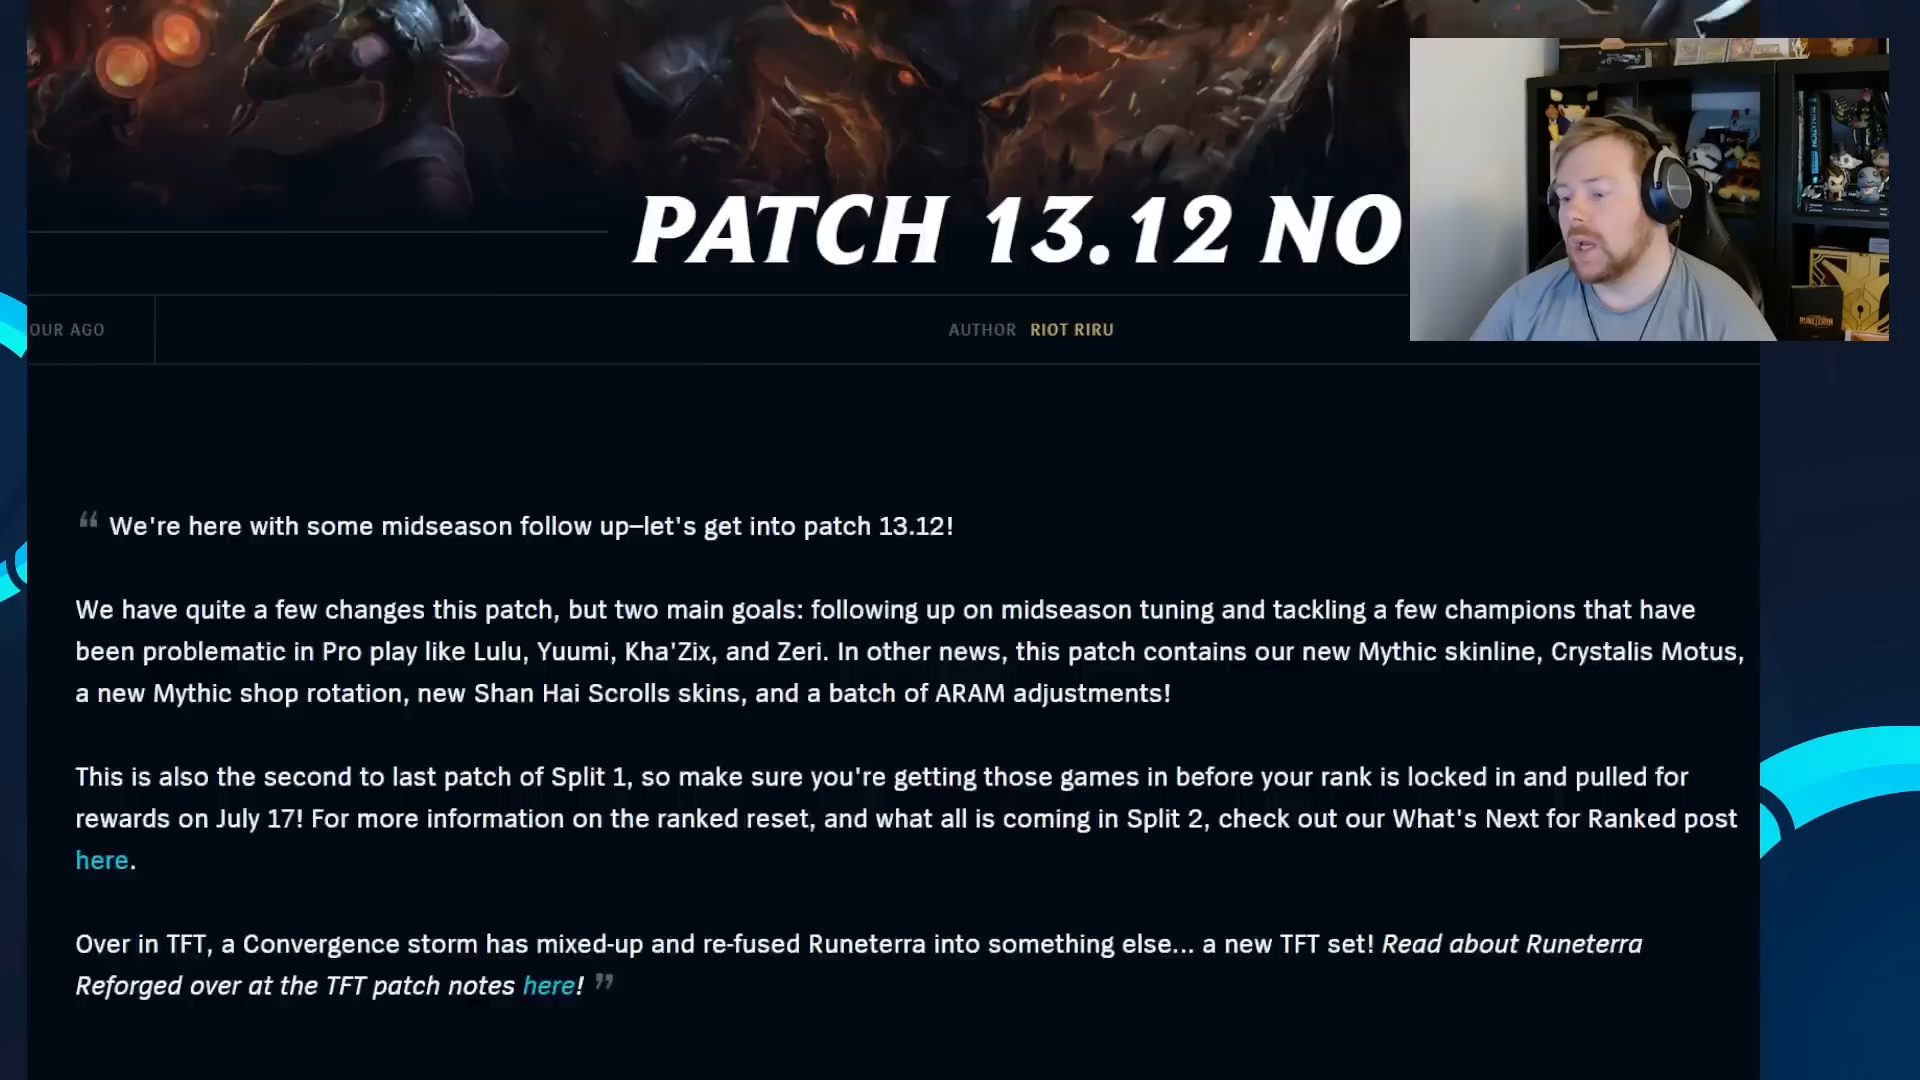 PATCH 13.12 NO
OUR AGO
AUTHOR RIOT RIRU
“ We're here with some midseason follow up—let's get into patch 13.12!
We have quite a few changes this patch, but two main goals: following up on midseason tuning and tackling a few champions that have
been problematic in Pro play like Lulu, Yuumi, Kha'Zix, and Zeri. In other news, this patch contains our new Mythic skinline, Crystalis Motus,
a new Mythic shop rotation, new Shan Hai Scrolls skins, and a batch of ARAM adjustments!
This is also the second to last patch of Split 1, so make sure you're getting those games in before your rank is locked in and pulled for
rewards on July 17! For more information on the ranked reset, and what all is coming in Split 2, check out our What's Next for Ranked post
here.
Over in TFT, a Convergence storm has mixed-up and re-fused Runeterra into something else... a new TFT set! Read about Runeterra
Reforged over at the TFT patch notes here! ”